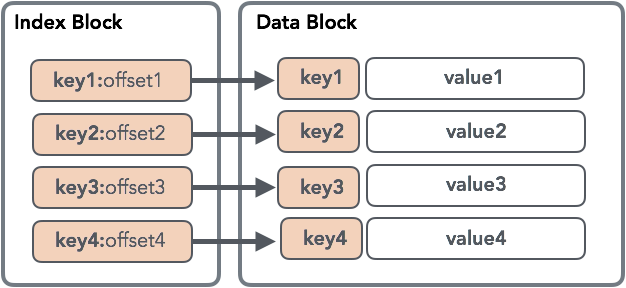 Index Block
key1:offset1
key2:offset2
key3:offset3
key4:offset4
Data Block
key1 value1
key2 value2
key3 value3
key4 value4